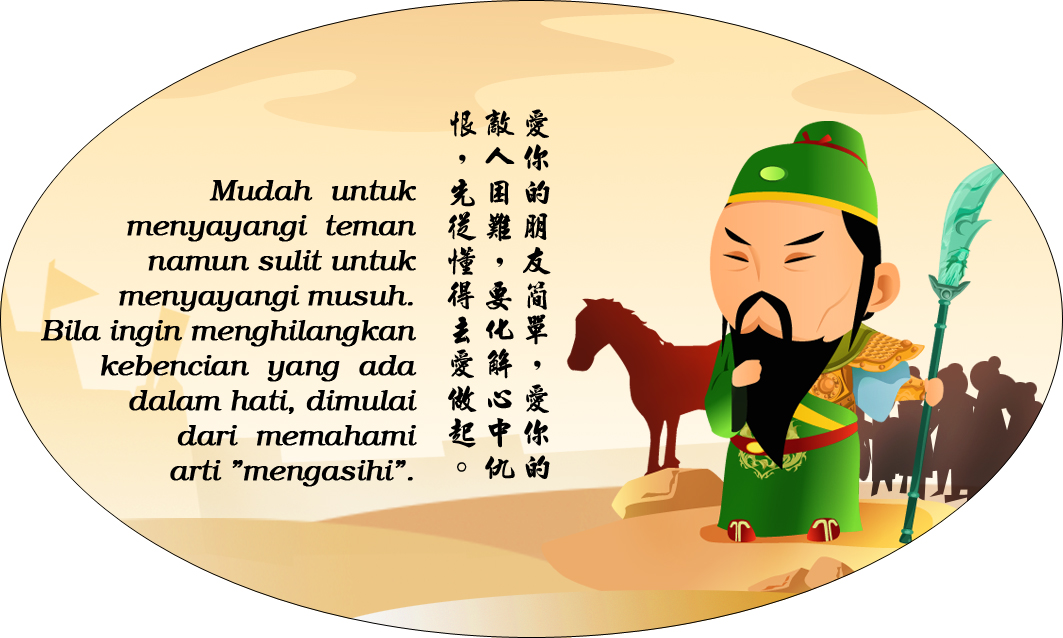 Mudah untuk
menyayangi teman
namun sulit untuk
menyayangi musuh.
Bila ingin menghilangkan
kebencian yang ada
dalam hati, dimulai
dari memahami
arti ”mengasihi”.
愛你的朋友简單，愛你的
敵人困難，要化解心中仇
恨，先從懂得去愛做起。